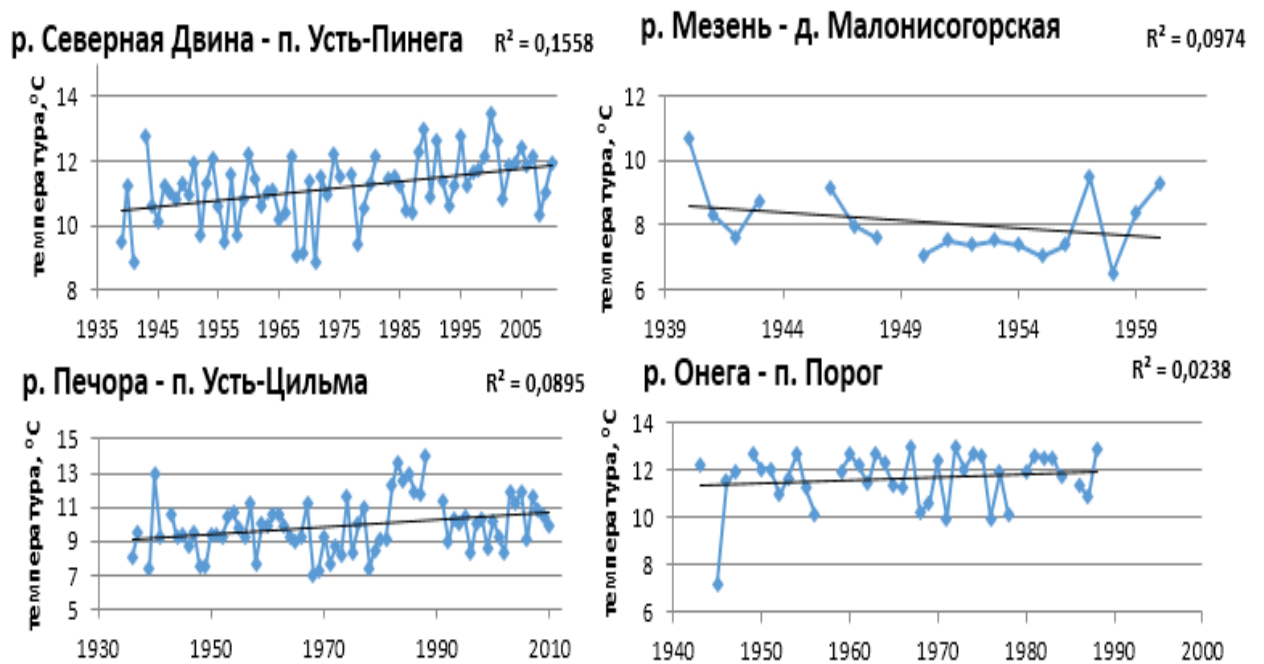 р. Северная Двина - п. Усть-Пинега
R² = 0,1558
температура,°С
14
12
10
8
1935 1945 1955 1965 1975 1985 1995 2005
р. Мезень - д. Малонисогорская
R² = 0,0974
температура, °С
12
10
8
6
1939 1944 1949 1954 1959
р. Печора - п. Усть-Цильма
R² = 0,0895
температура, °С
15
13
11
9
7
5
1930 1950 1970 1990 2010
р. Онега - п. Порог
R² = 0,0238
температура, °С
14
12
10
8
6
1940 1950 1960 1970 1980 1990 2000